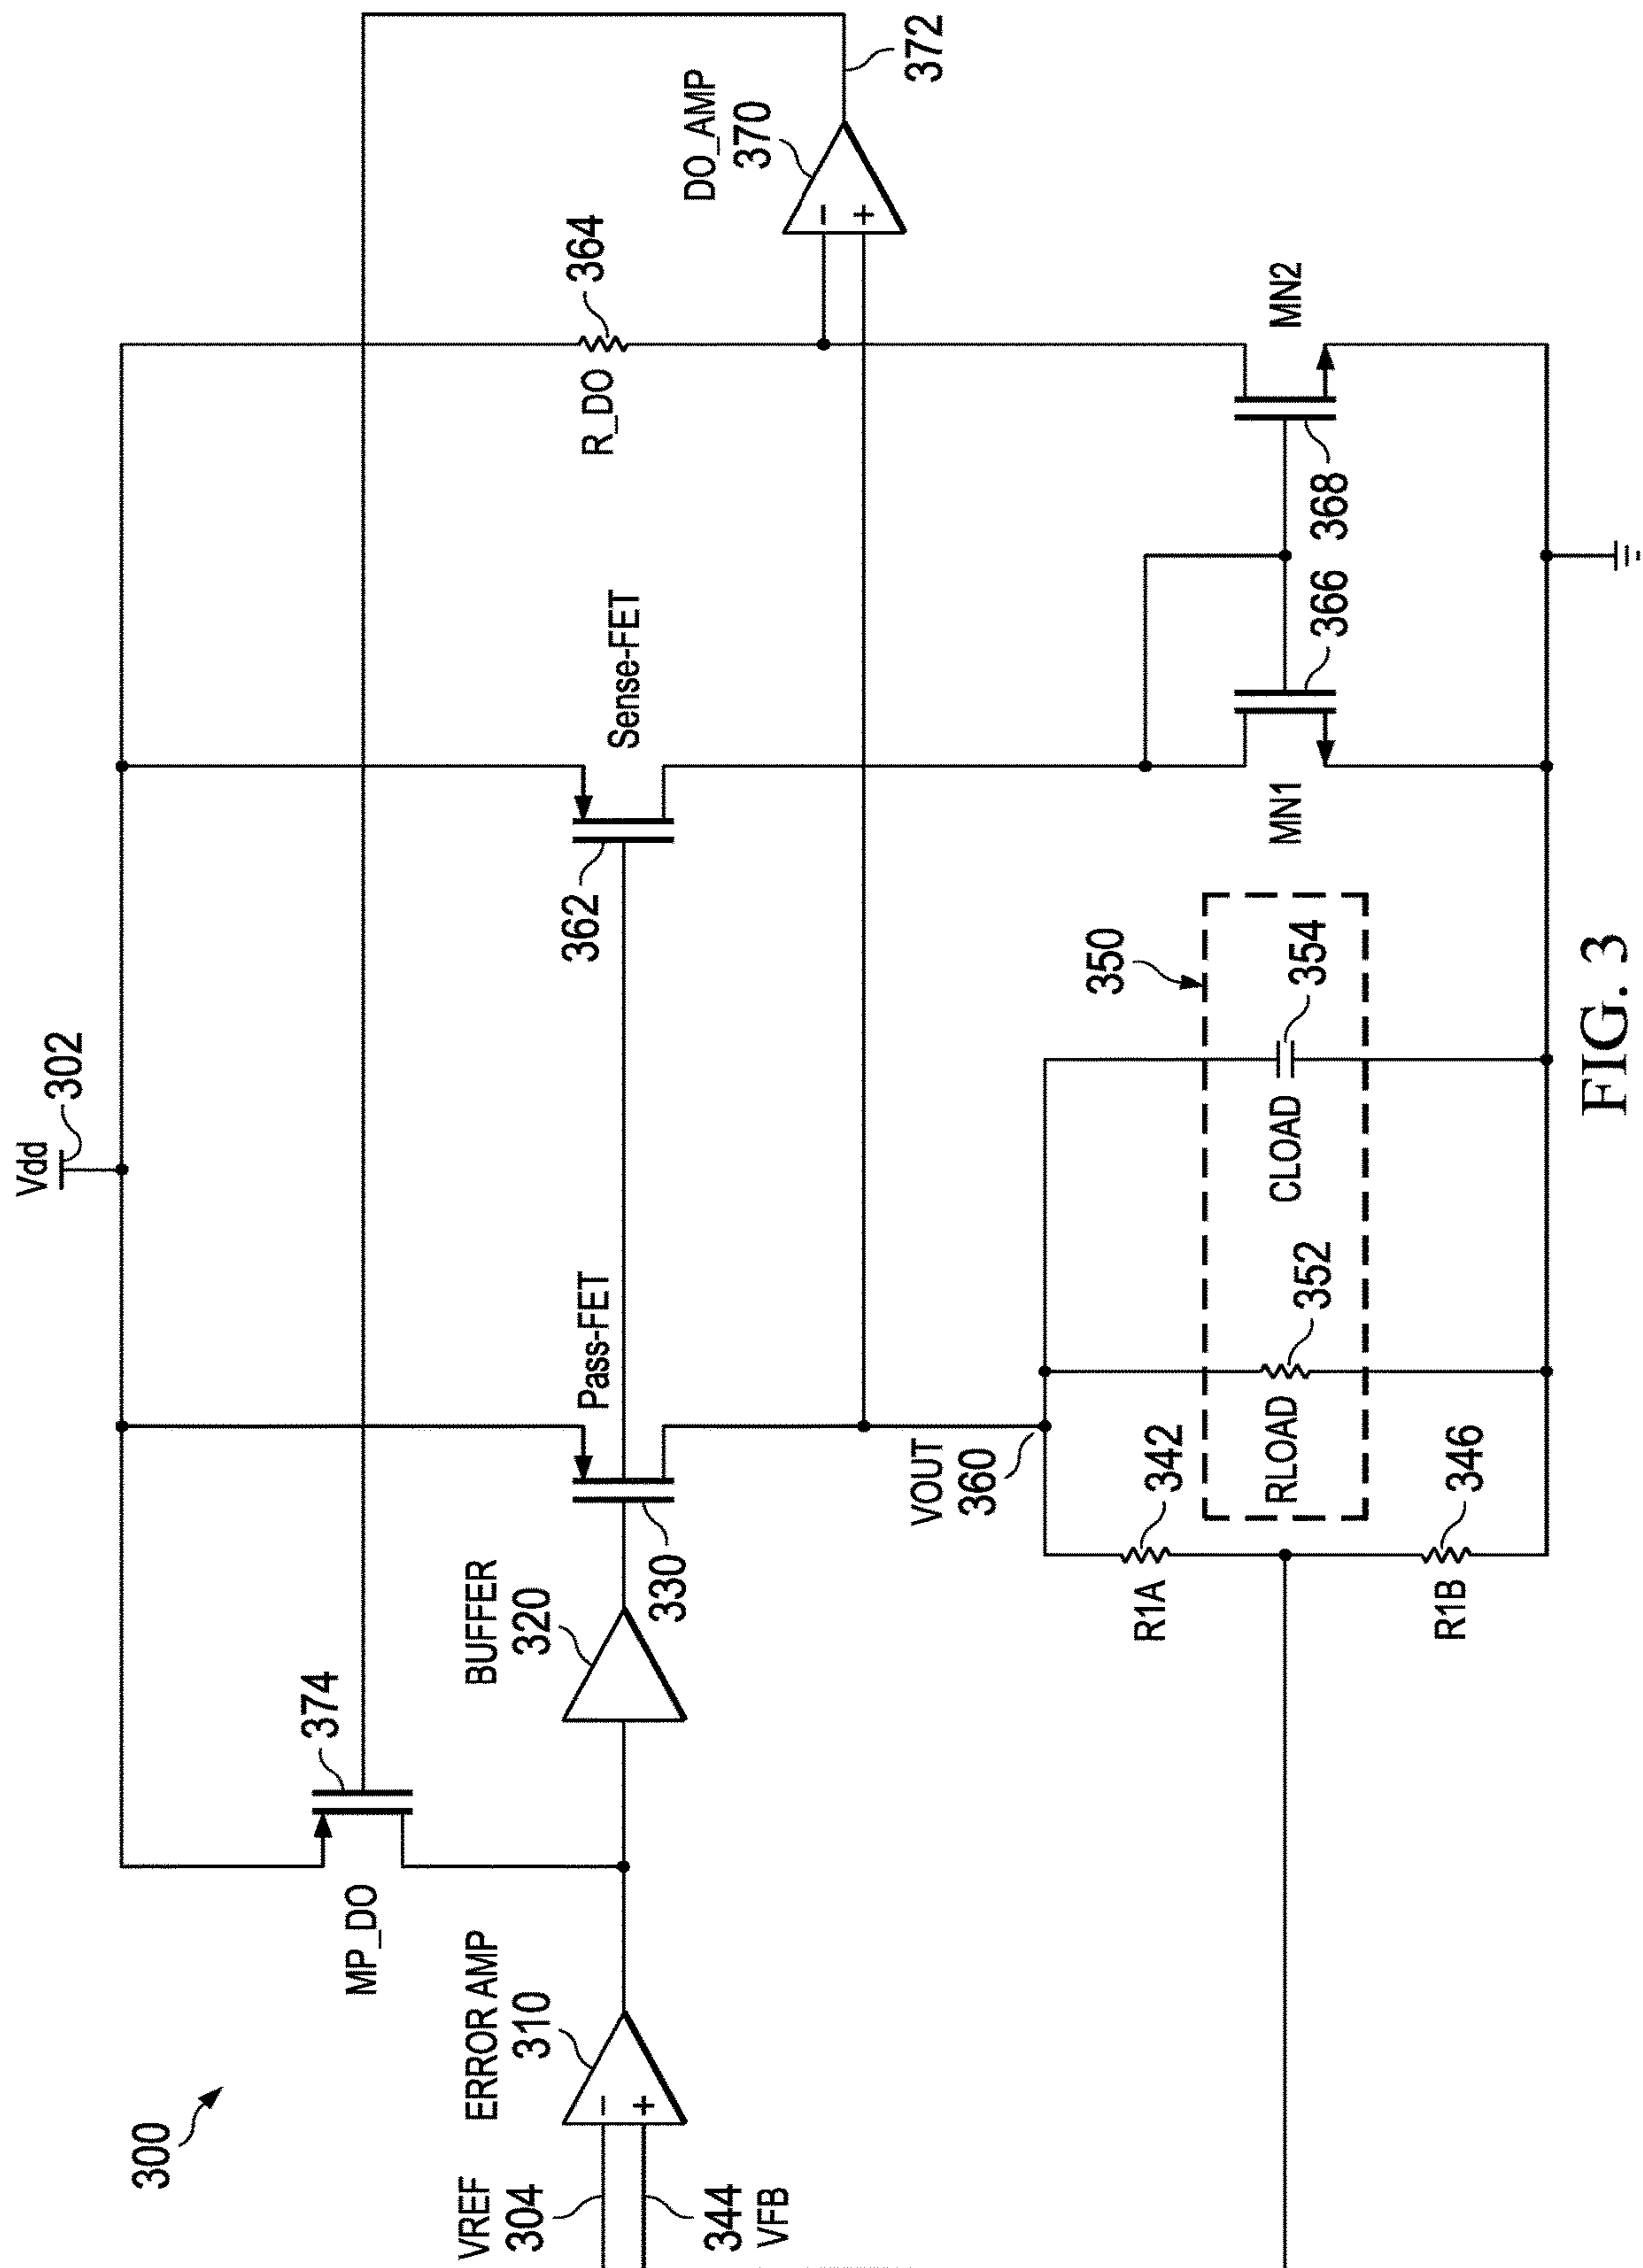 300
Vdd
302
MP_DO
374
VREF
304
344
VFB
ERROR AMP
310
−
+
BUFFER
320
Pass-FET
330
362
Sense-FET
R_DO
364
DO_AMP
370
−
+
372
VOUT
360
R1A
342
R1B
346
350
RLOAD
352
CLOAD
354
MN1
366
368
MN2
FIG. 3